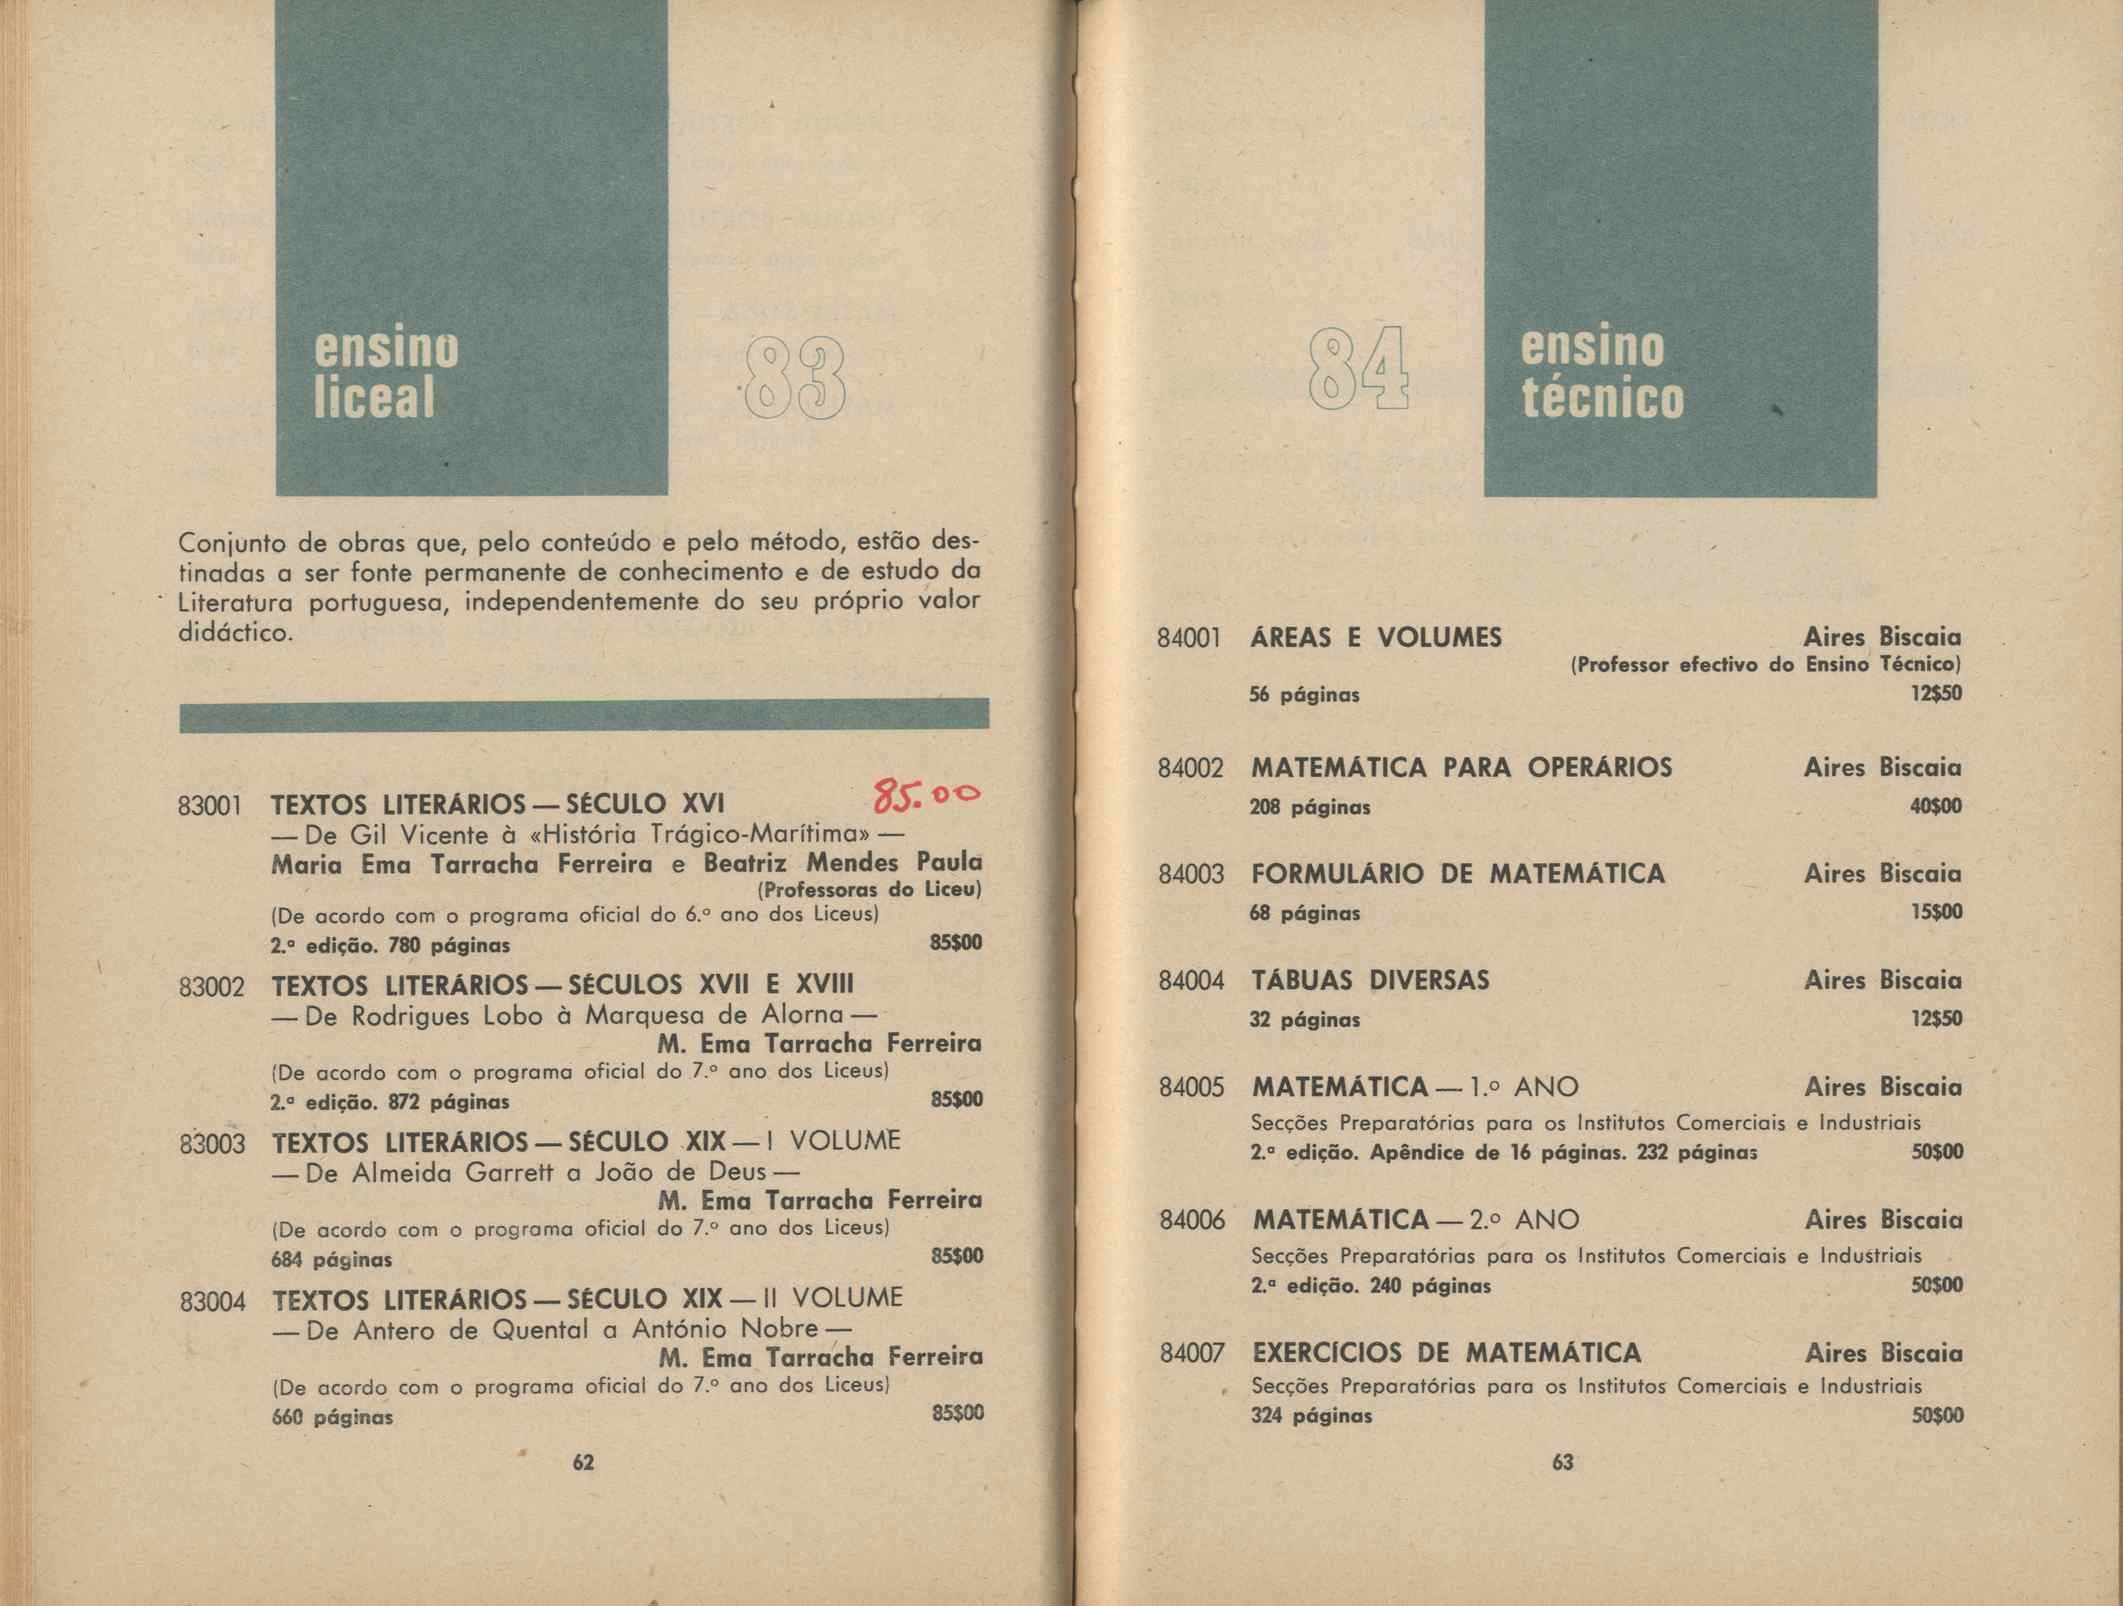 ensino
liceal
83
Conjunto de obras que, pelo conteúdo e pelo método, estão des-
tinadas a ser fonte permanente de conhecimento e de estudo da
Literatura portuguesa, independentemente do seu próprio valor
didáctico.
85.00
83001 TEXTOS LITERÁRIOS — SÉCULO XVI
— De Gil Vicente à «História Trágico-Marítima» —
Maria Ema Tarracha Ferreira e Beatriz Mendes Paula
(Professoras do Liceu)
(De acordo com o programa oficial do 6.º ano dos Liceus)
2.ª edição. 780 páginas 85$00
83002 TEXTOS LITERÁRIOS — SÉCULOS XVII E XVIII
— De Rodrigues Lobo à Marquesa de Alorna —
M. Ema Tarracha Ferreira
(De acordo com o programa oficial do 7.º ano dos Liceus)
2.ª edição. 872 páginas 85$00
83003 TEXTOS LITERÁRIOS — SÉCULO XIX — I VOLUME
— De Almeida Garrett a João de Deus —
M. Ema Tarracha Ferreira
(De acordo com o programa oficial do 7.º ano dos Liceus)
684 páginas 85$00
83004 TEXTOS LITERÁRIOS — SÉCULO XIX — II VOLUME
— De Antero de Quental a António Nobre —
M. Ema Tarracha Ferreira
(De acordo com o programa oficial do 7.º ano dos Liceus)
660 páginas 85$00
62
84
ensino
técnico
84001 ÁREAS E VOLUMES Aires Biscaia
(Professor efectivo do Ensino Técnico)
56 páginas 12$50
84002 MATEMÁTICA PARA OPERÁRIOS Aires Biscaia
208 páginas 40$00
84003 FORMULÁRIO DE MATEMÁTICA Aires Biscaia
68 páginas 15$00
84004 TÁBUAS DIVERSAS Aires Biscaia
32 páginas 12$50
84005 MATEMÁTICA — 1.º ANO Aires Biscaia
Secções Preparatórias para os Institutos Comerciais e Industriais
2.ª edição. Apêndice de 16 páginas. 232 páginas 50$00
84006 MATEMÁTICA — 2.º ANO Aires Biscaia
Secções Preparatórias para os Institutos Comerciais e Industriais
2.ª edição. 240 páginas 50$00
84007 EXERCÍCIOS DE MATEMÁTICA Aires Biscaia
Secções Preparatórias para os Institutos Comerciais e Industriais
324 páginas 50$00
63